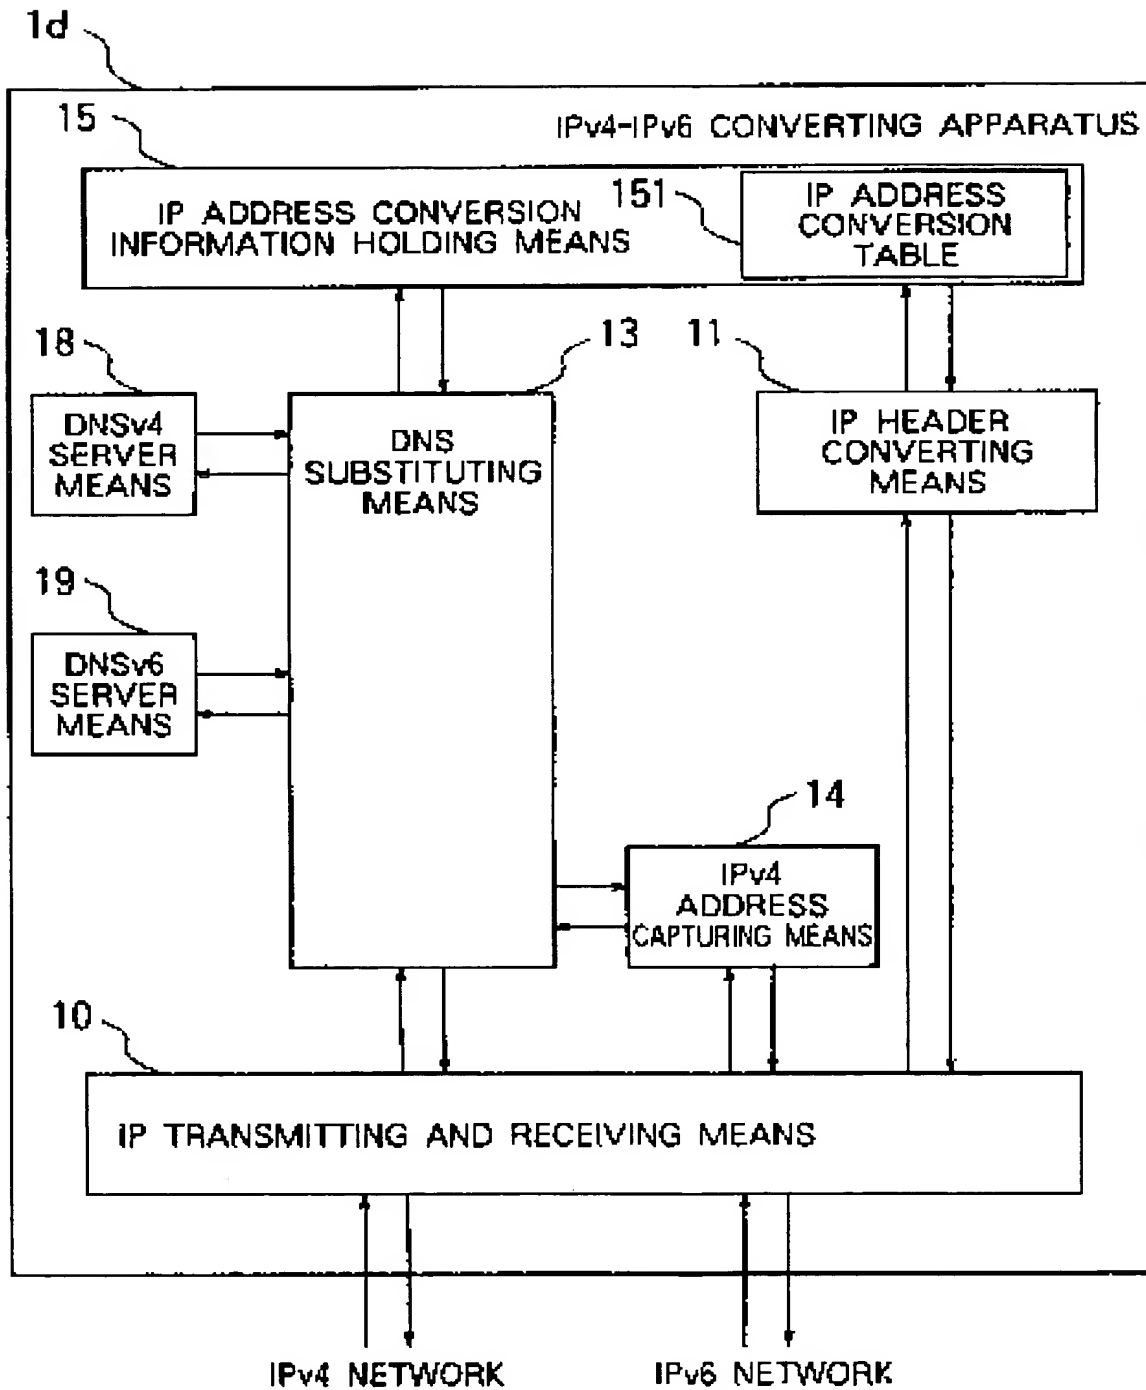 1d
IPv4-IPv6 CONVERTING APPARATUS
15
IP ADDRESS CONVERSION
INFORMATION HOLDING MEANS
151
IP ADDRESS
CONVERSION
TABLE
18
DNSv4
SERVER
MEANS
13
DNS
SUBSTITUTING
MEANS
11
IP HEADER
CONVERTING
MEANS
19
DNSv6
SERVER
MEANS
14
IPv4
ADDRESS
CAPTURING MEANS
10
IP TRANSMITTING AND RECEIVING MEANS
IPv4 NETWORK
IPv6 NETWORK